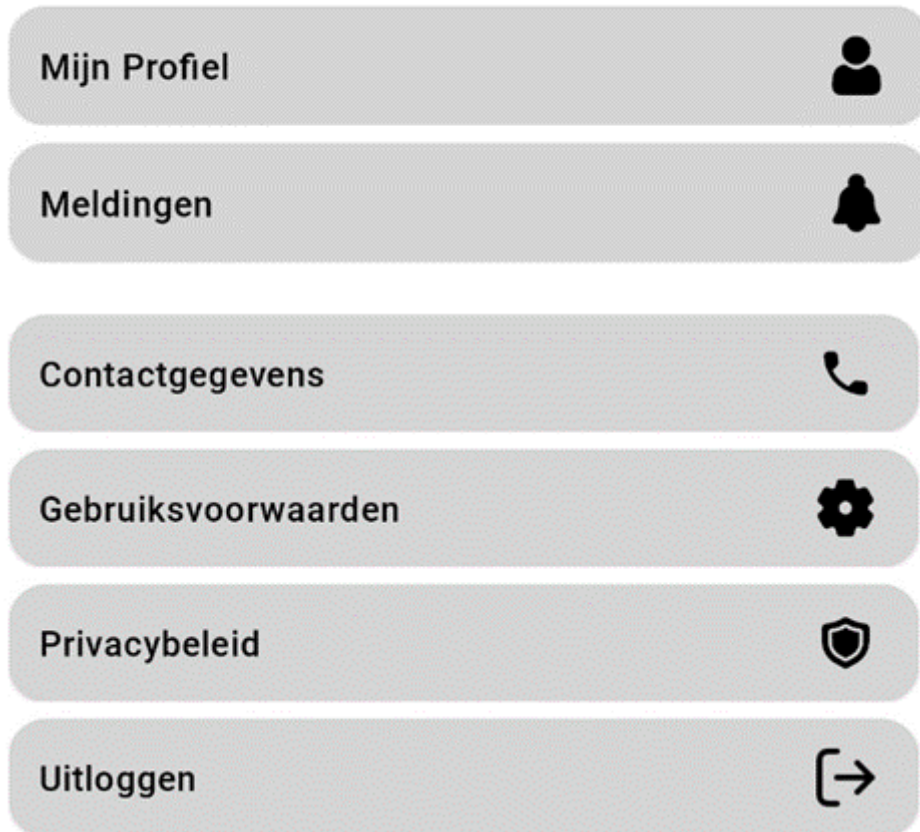 Mijn Profiel
Meldingen
Contactgegevens
Gebruiksvoorwaarden
Privacybeleid
Uitloggen